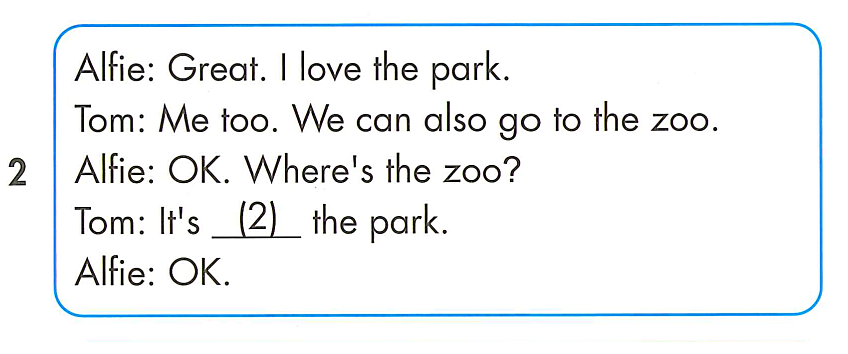 Alfie: Great. I love the park.
Tom: Me too. We can also go to the zoo.
2
Alfie: OK. Where's the zoo?
Tom: It's (2) the park.
Alfie: OK.